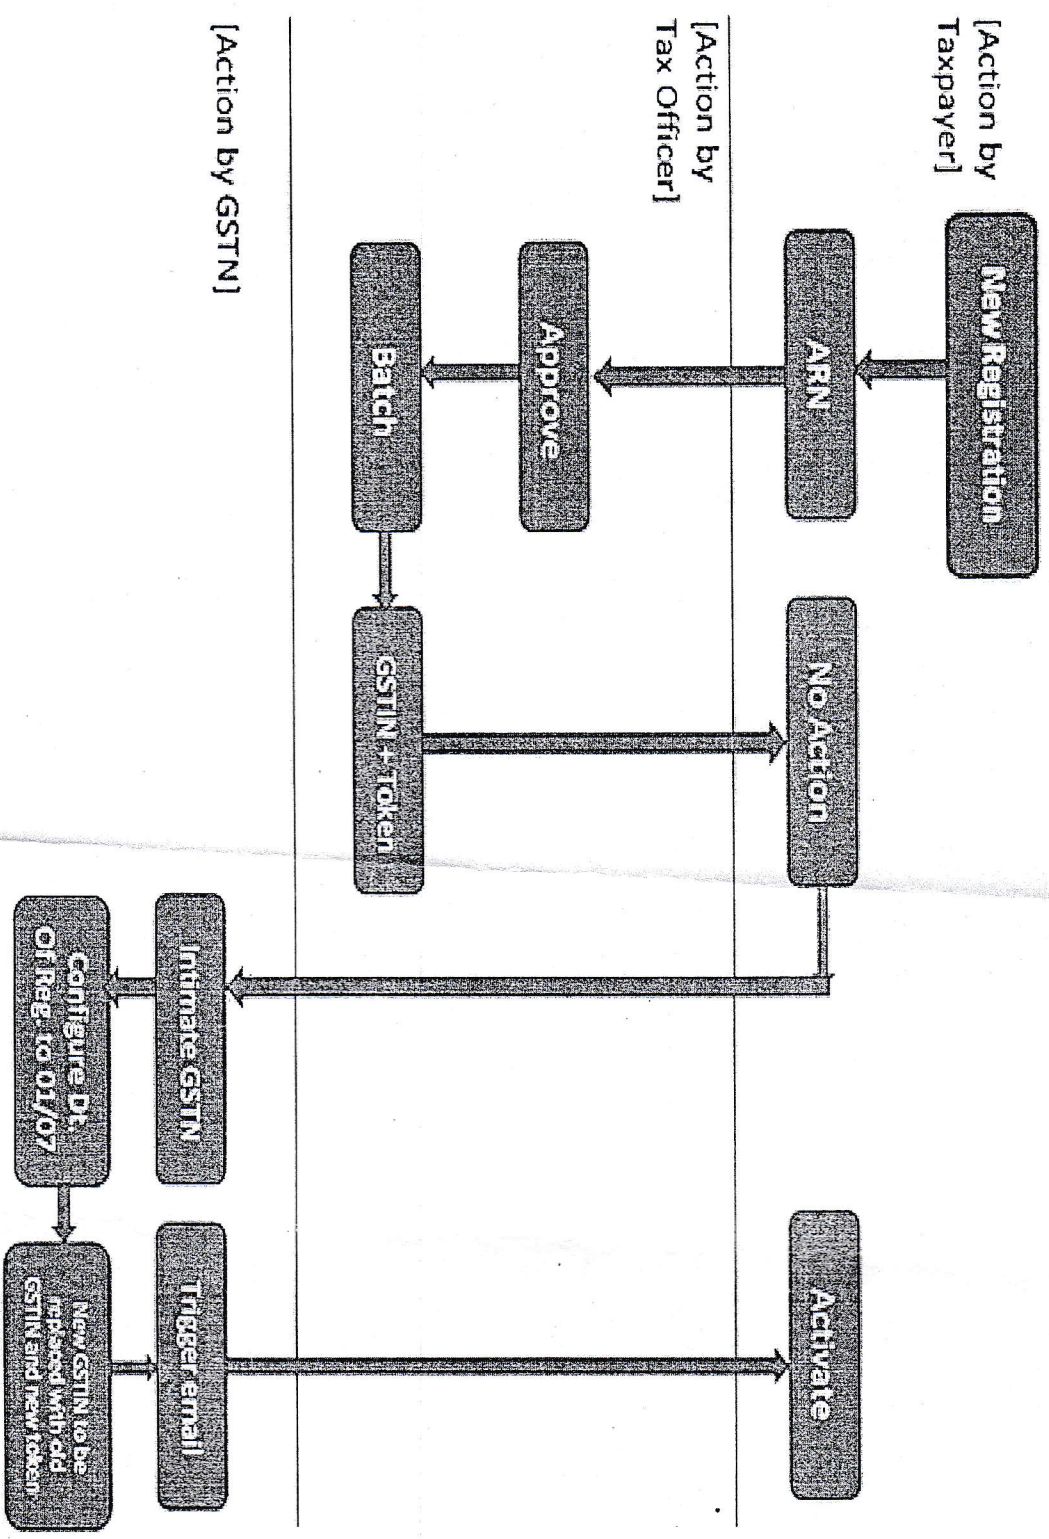 [Action by
Taxpayer]
New Registration
ARN
No Action
Activate
[Action by
Tax Officer]
Approve
Batch
GSTIN + Token
[Action by GSTN]
Intimate GSTN
Trigger email
Configure Dt.
Of Reg. to 01/07
New GSTIN to be
replaced with old
GSTIN and new token